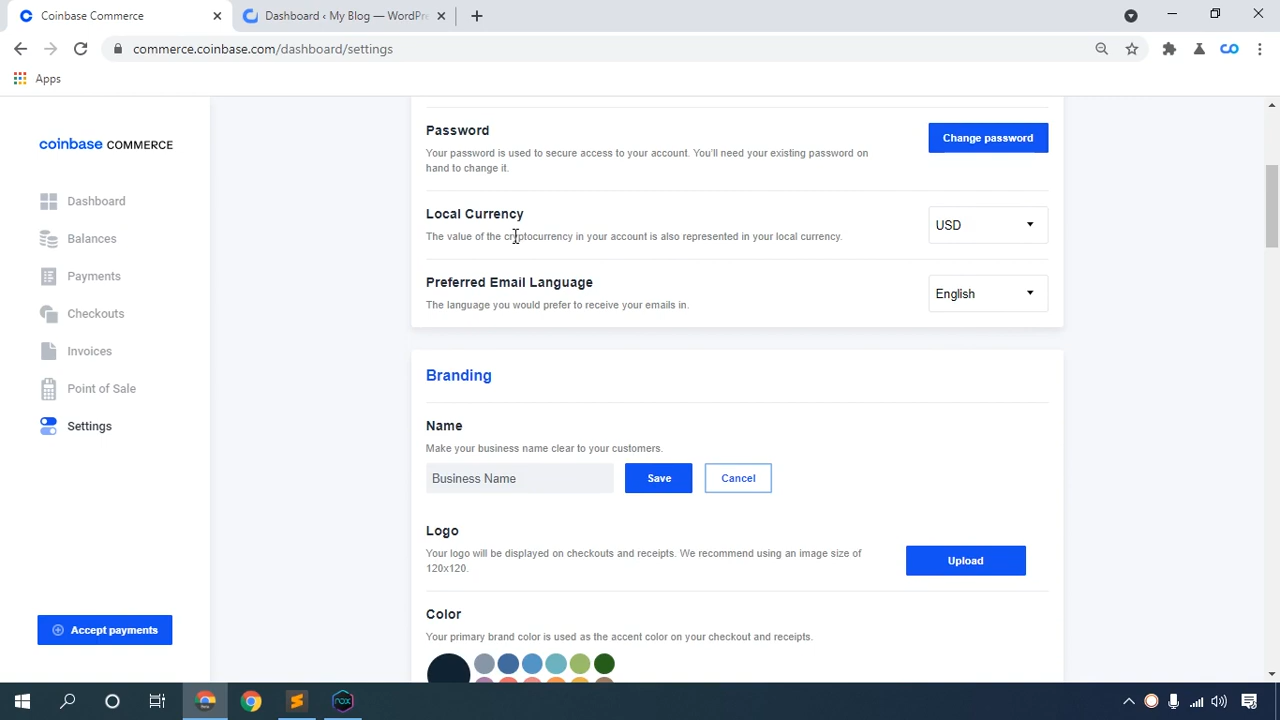 Coinbase Commerce
Dashboard ‹ My Blog — WordPre
commerce.coinbase.com/dashboard/settings
Apps
coinbase COMMERCE
Dashboard
Balances
Payments
Checkouts
Invoices
Point of Sale
Settings
Accept payments
Password
Your password is used to secure access to your account. You'll need your existing password on
hand to change it.
Change password
Local Currency
The value of the cryptocurrency in your account is also represented in your local currency.
USD
Preferred Email Language
The language you would prefer to receive your emails in.
English
Branding
Name
Make your business name clear to your customers.
Business Name
Save
Cancel
Logo
Your logo will be displayed on checkouts and receipts. We recommend using an image size of
120x120.
Upload
Color
Your primary brand color is used as the accent color on your checkout and receipts.